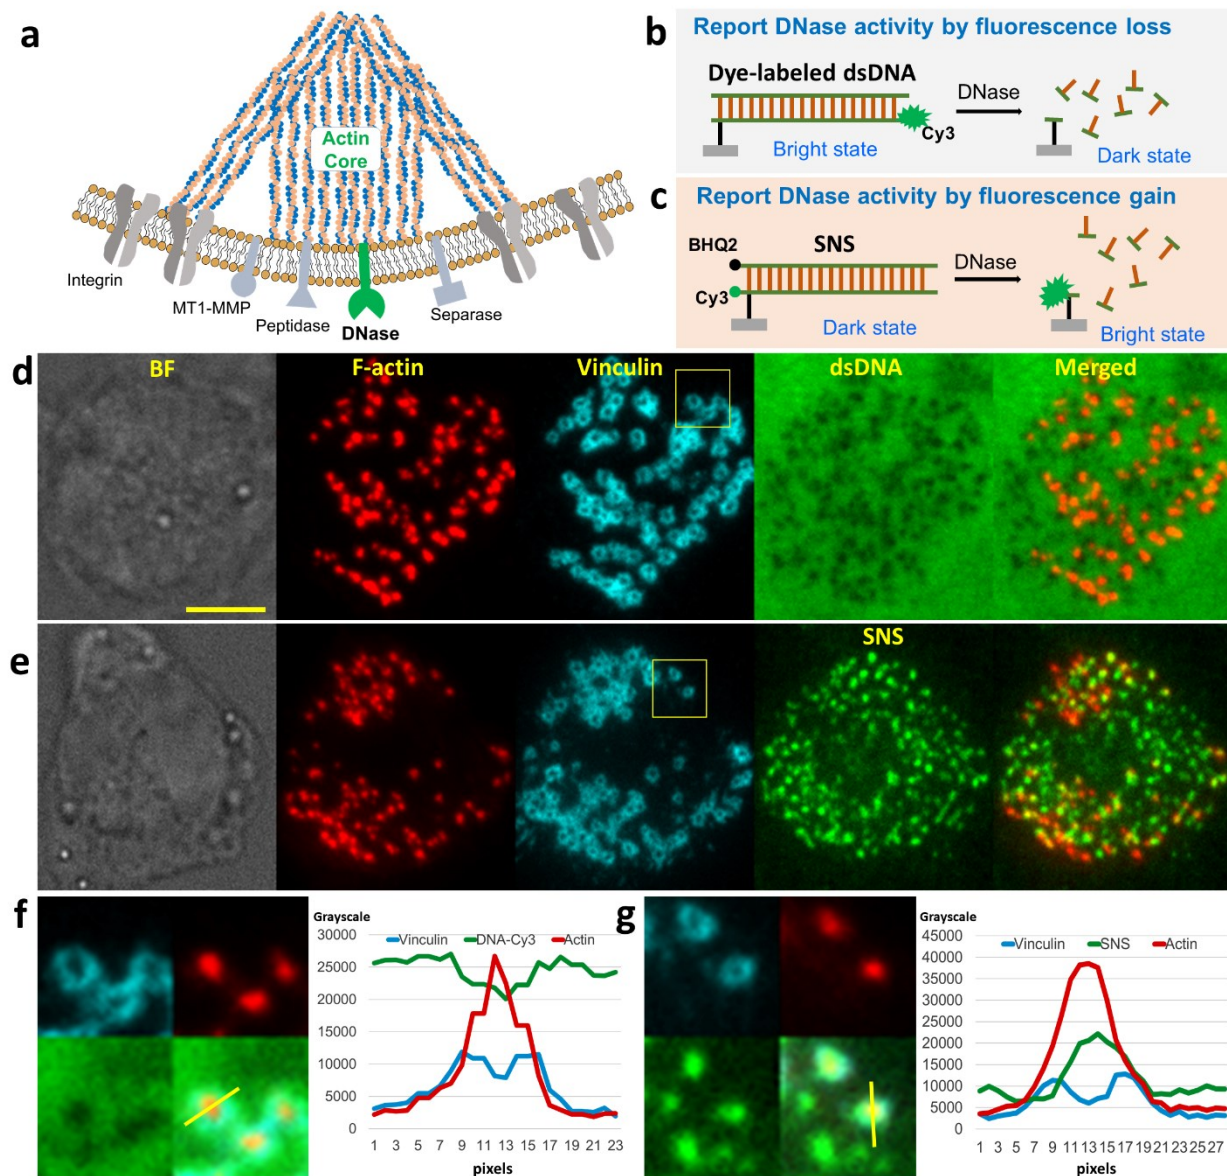 a
Actin
Core
Integrin
MT1-MMP
Peptidase
DNase
Separase
b
Report DNase activity by fluorescence loss
Dye-labeled dsDNA
DNase
Cy3
Bright state
Dark state
c
Report DNase activity by fluorescence gain
BHQ2
SNS
DNase
Cy3
Dark state
Bright state
d
BF
F-actin
Vinculin
dsDNA
Merged
e
SNS
f
Grayscale
30000
25000
20000
15000
10000
5000
0
Vinculin
DNA-Cy3
Actin
1 3 5 7 9 11 13 15 17 19 21 23
pixels
g
Grayscale
45000
40000
35000
30000
25000
20000
15000
10000
5000
0
Vinculin
SNS
Actin
1 3 5 7 9 11 13 15 17 19 21 23 25 27
pixels